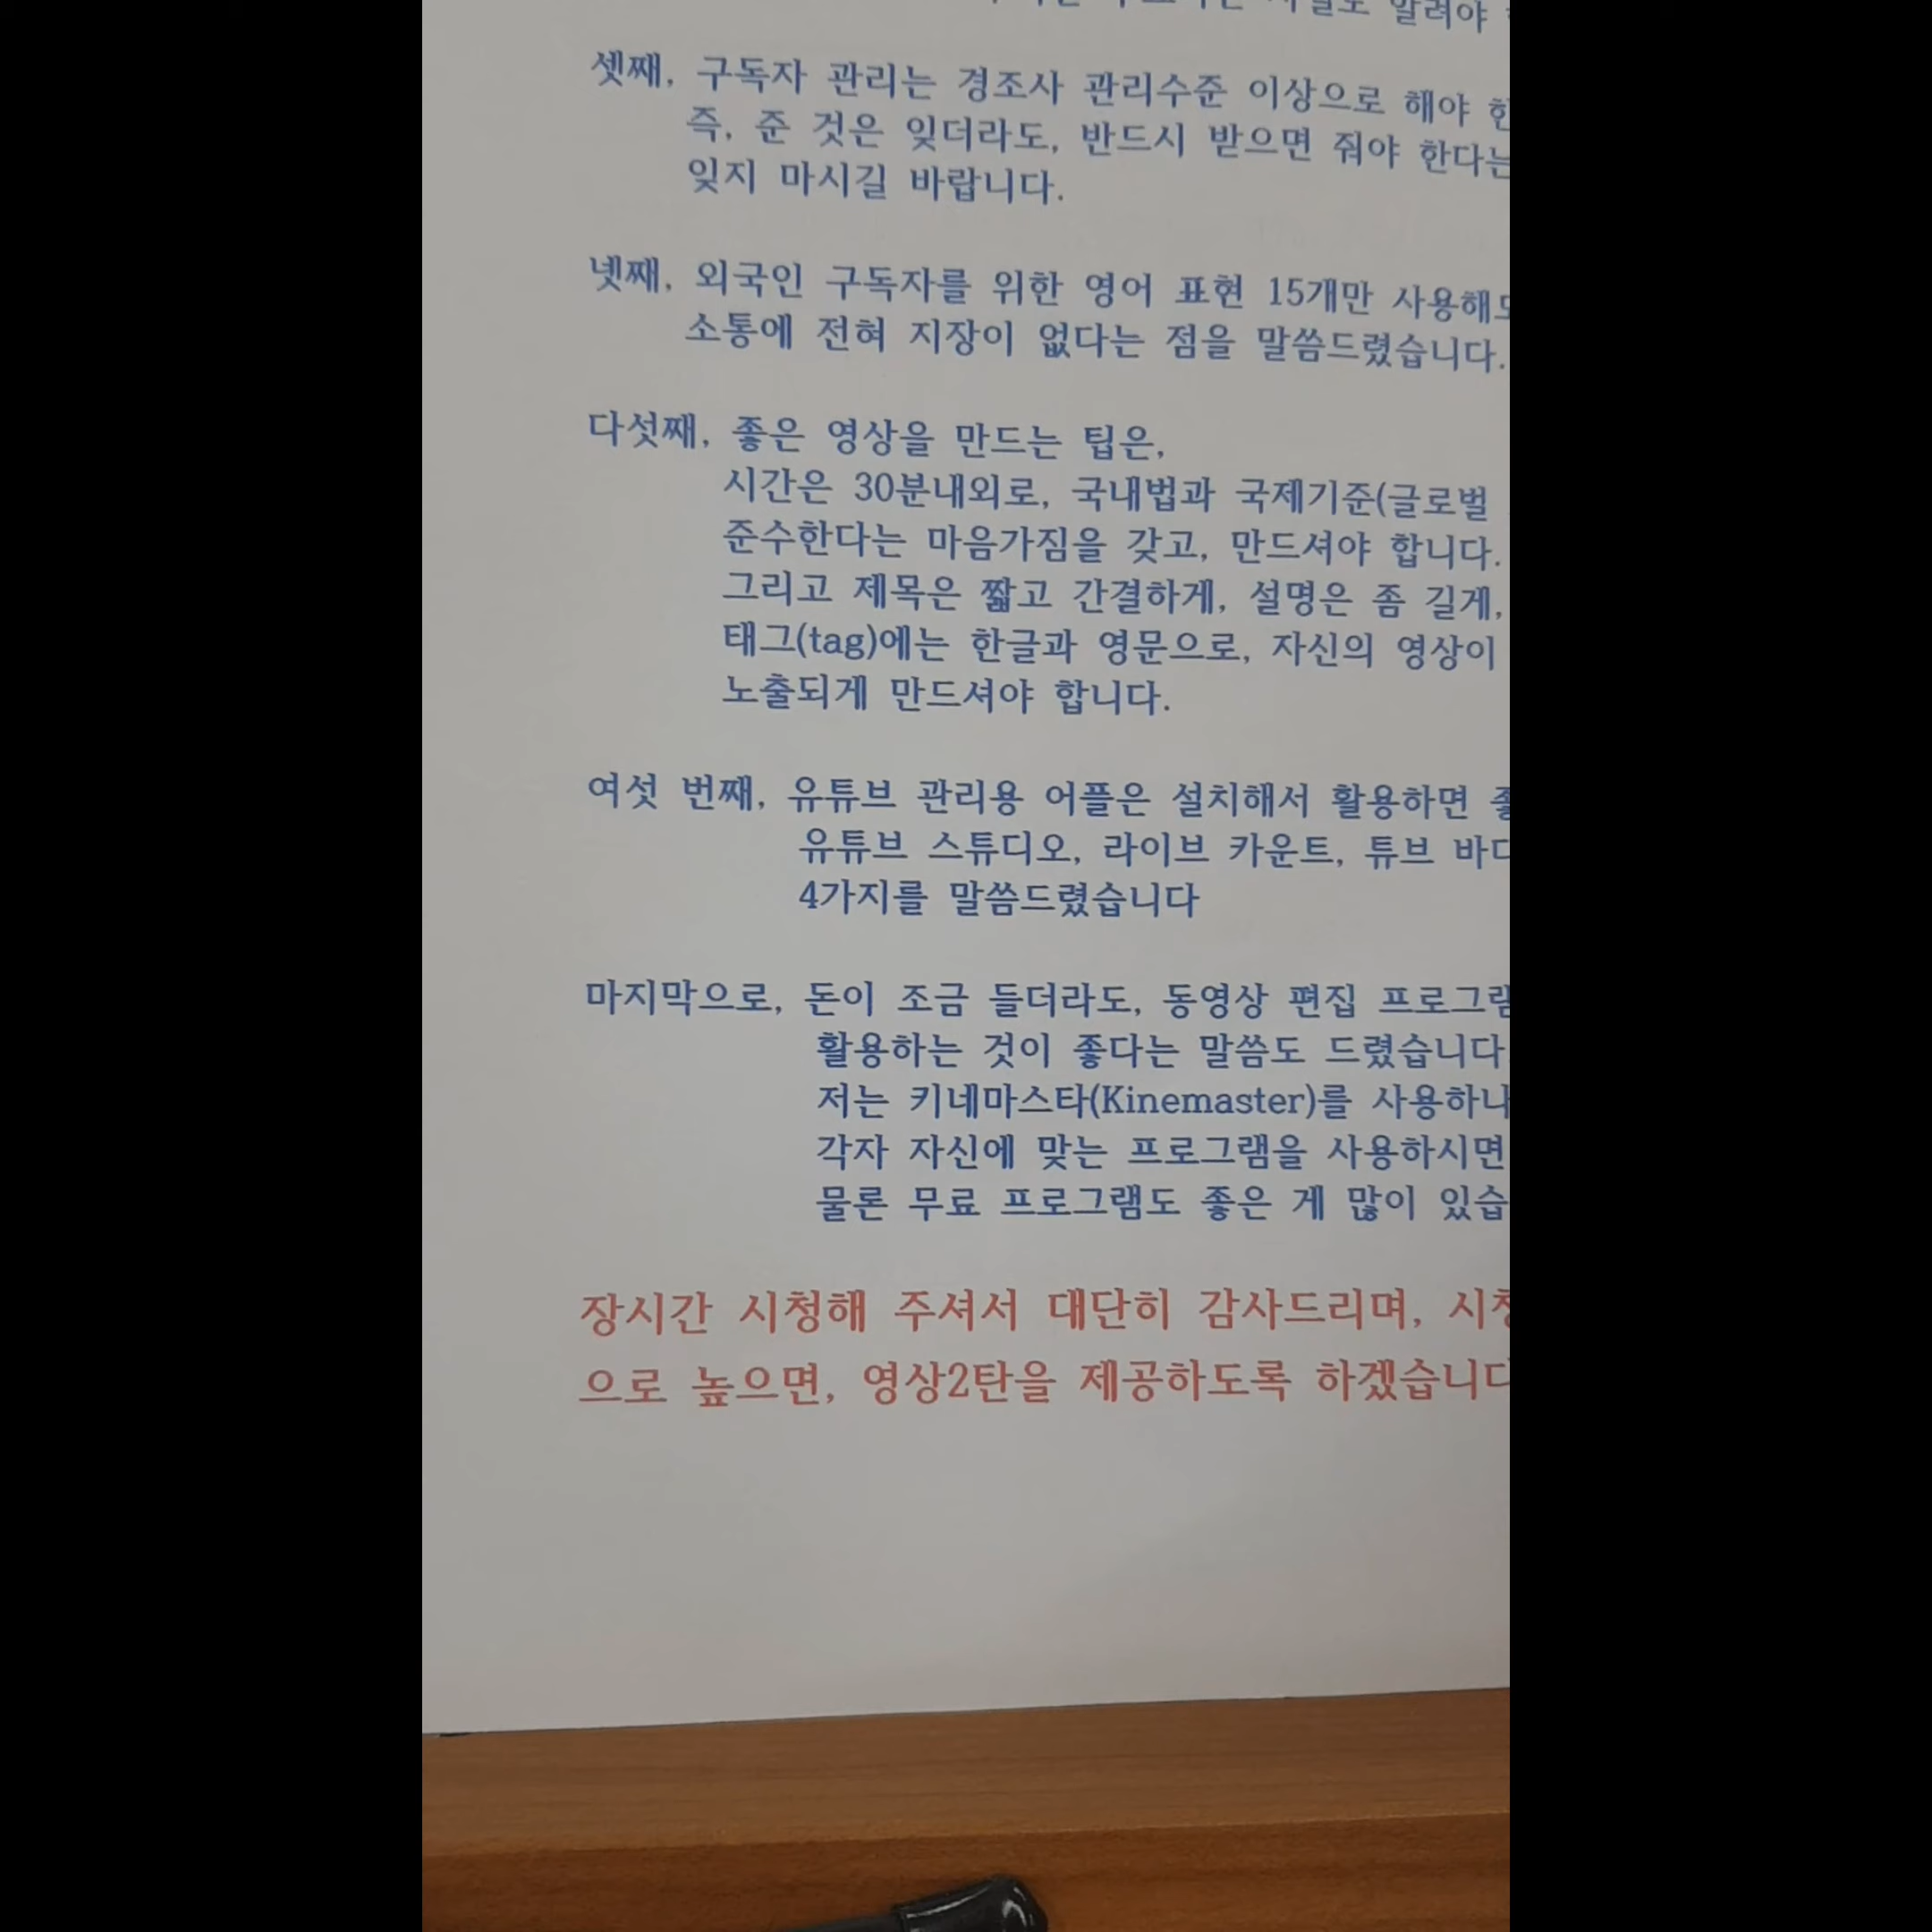 알려야
셋째, 구독자 관리는 경조사 관리수준 이상으로 해야
즉, 준 것은 잊더라도, 반드시 받으면 줘야 한다는
잊지 마시길 바랍니다.
넷째, 외국인 구독자를 위한 영어 표현 15개만 사용해도
소통에 전혀 지장이 없다는 점을 말씀드렸습니다.
다섯째, 좋은 영상을 만드는 팁은,
시간은 30분내외로, 국내법과 국제기준(글로벌
준수한다는 마음가짐을 갖고, 만드셔야 합니다.
그리고 제목은 짧고 간결하게, 설명은 좀 길게,
태그(tag)에는 한글과 영문으로, 자신의 영상이
노출되게 만드셔야 합니다.
여섯 번째, 유튜브 관리용 어플은 설치해서 활용하면
유튜브 스튜디오, 라이브 카운트, 튜브
4가지를 말씀드렸습니다
마지막으로, 돈이 조금 들더라도, 동영상 편집 프로그램
활용하는 것이 좋다는 말씀도 드렸습니다
저는 키네마스타(Kinemaster)를 사용하나
각자 자신에 맞는 프로그램을 사용하시면
물론 무료 프로그램도 좋은 게 많이 있습
장시간 시청해 주셔서 대단히 감사드리며,
으로 높으면, 영상2탄을 제공하도록 하겠습니다